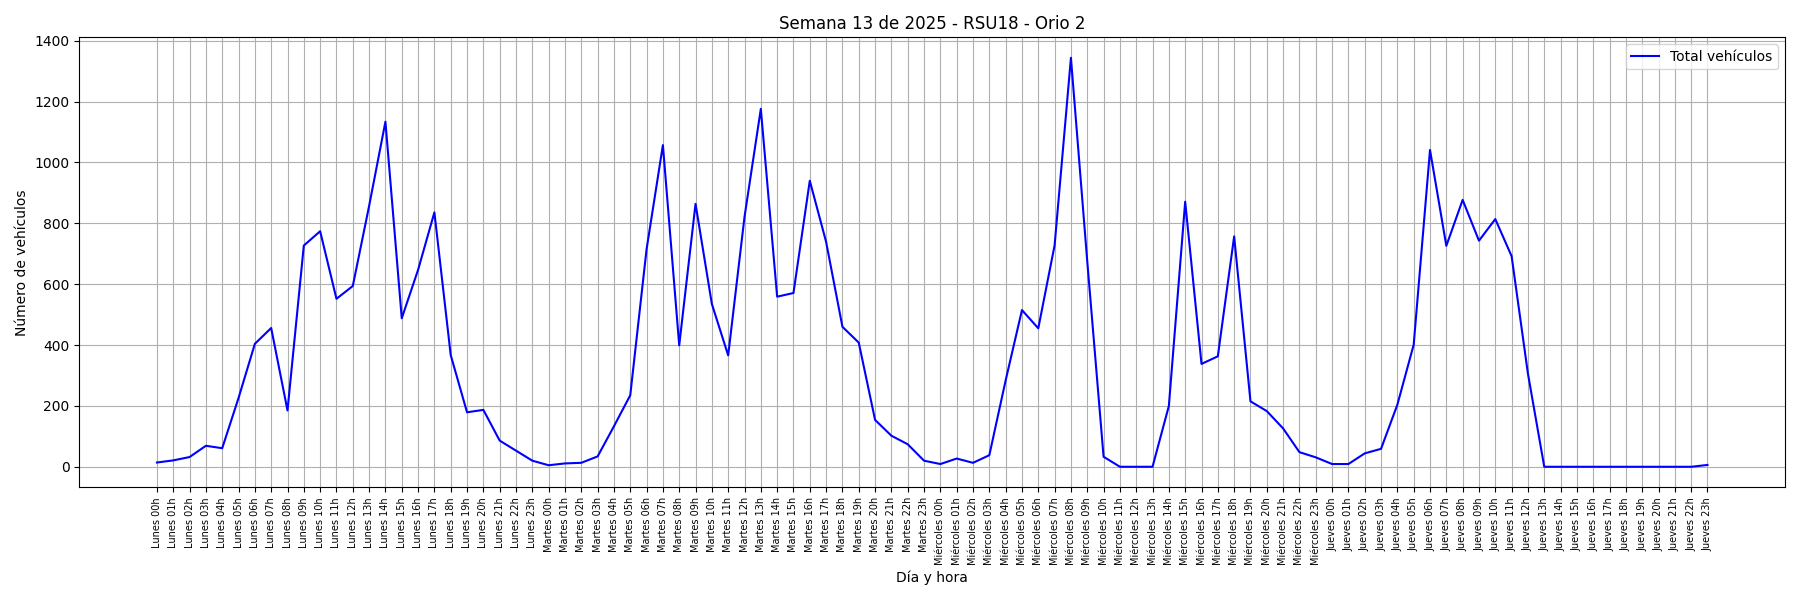 Semana 13 de 2025 - RSU18 - Orio 2
Total vehículos
Número de vehículos
1400
1200
1000
800
600
400
200
0
Lunes 00h
Lunes 01h
Lunes 02h
Lunes 03h
Lunes 04h
Lunes 05h
Lunes 06h
Lunes 07h
Lunes 08h
Lunes 09h
Lunes 10h
Lunes 11h
Lunes 12h
Lunes 13h
Lunes 14h
Lunes 15h
Lunes 16h
Lunes 17h
Lunes 18h
Lunes 19h
Lunes 20h
Lunes 21h
Lunes 22h
Lunes 23h
Martes 00h
Martes 01h
Martes 02h
Martes 03h
Martes 04h
Martes 05h
Martes 06h
Martes 07h
Martes 08h
Martes 09h
Martes 10h
Martes 11h
Martes 12h
Martes 13h
Martes 14h
Martes 15h
Martes 16h
Martes 17h
Martes 18h
Martes 19h
Martes 20h
Martes 21h
Martes 22h
Martes 23h
Miércoles 00h
Miércoles 01h
Miércoles 02h
Miércoles 03h
Miércoles 04h
Miércoles 05h
Miércoles 06h
Miércoles 07h
Miércoles 08h
Miércoles 09h
Miércoles 10h
Miércoles 11h
Miércoles 12h
Miércoles 13h
Miércoles 14h
Miércoles 15h
Miércoles 16h
Miércoles 17h
Miércoles 18h
Miércoles 19h
Miércoles 20h
Miércoles 21h
Miércoles 22h
Miércoles 23h
Jueves 00h
Jueves 01h
Jueves 02h
Jueves 03h
Jueves 04h
Jueves 05h
Jueves 06h
Jueves 07h
Jueves 08h
Jueves 09h
Jueves 10h
Jueves 11h
Jueves 12h
Jueves 13h
Jueves 14h
Jueves 15h
Jueves 16h
Jueves 17h
Jueves 18h
Jueves 19h
Jueves 20h
Jueves 21h
Jueves 22h
Jueves 23h
Día y hora